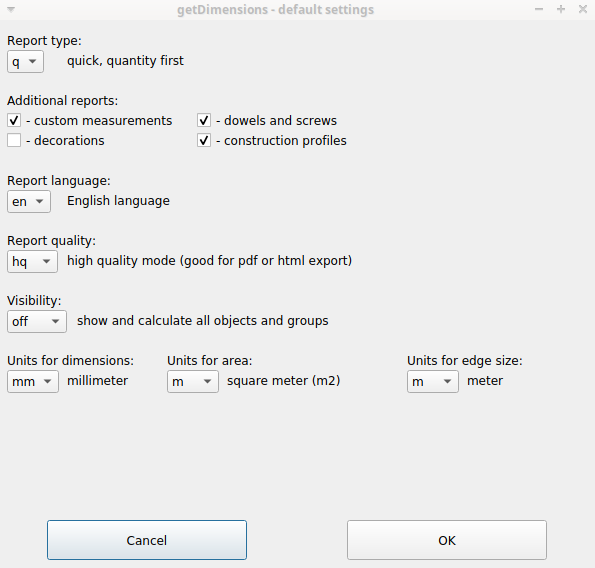 getDimensions - default settings
Report type:
q quick, quantity first
Additional reports:
- custom measurements - dowels and screws
- decorations - construction profiles
Report language:
en English language
Report quality:
hq high quality mode (good for pdf or html export)
Visibility:
off show and calculate all objects and groups
Units for dimensions: Units for area: Units for edge size:
mm millimeter m square meter (m2) m meter
Cancel OK